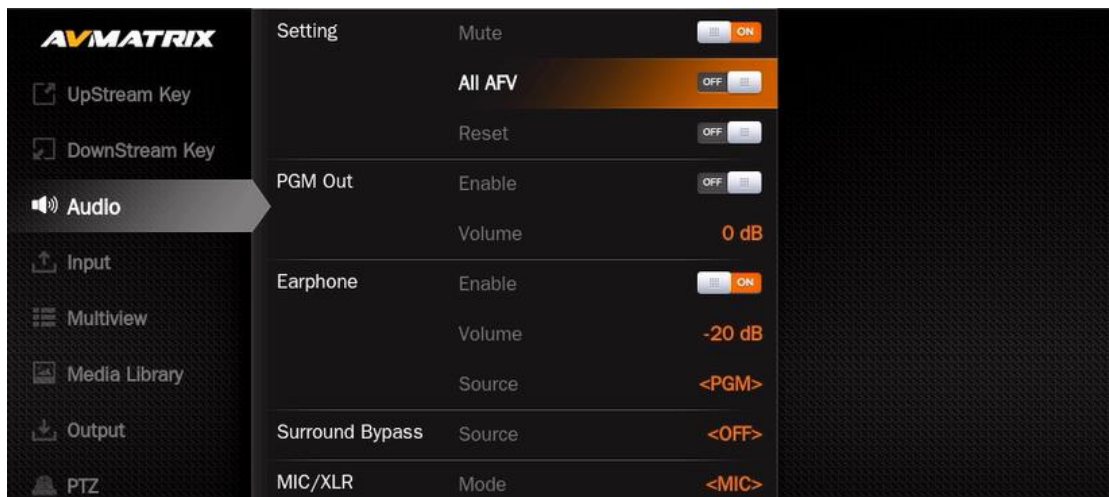 AVMATRIX
UpStream Key
DownStream Key
Audio
Input
Multiview
Media Library
Output
PTZ
Setting Mute ON
All AFV OFF
Reset OFF
PGM Out Enable OFF
Volume 0 dB
Earphone Enable ON
Volume -20 dB
Source <PGM>
Surround Bypass Source <OFF>
MIC/XLR Mode <MIC>